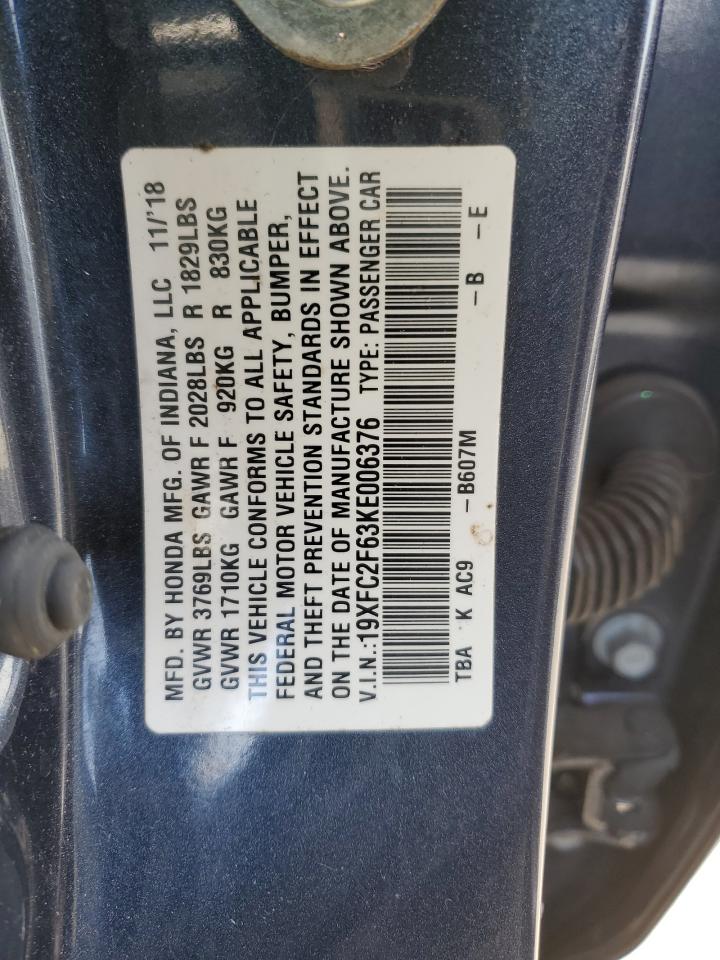 MFD. BY HONDA MFG. OF INDIANA, LLC 11/'18
GVWR 3769LBS GAWR F 2028LBS R 1829LBS
GVWR 1710KG GAWR F 920KG R 830KG
THIS VEHICLE CONFORMS TO ALL APPLICABLE
FEDERAL MOTOR VEHICLE SAFETY, BUMPER,
AND THEFT PREVENTION STANDARDS IN EFFECT
ON THE DATE OF MANUFACTURE SHOWN ABOVE.
V.I.N.:19XFC2F63KE006376 TYPE: PASSENGER CAR
TBA K AC9 -B607M -B -E